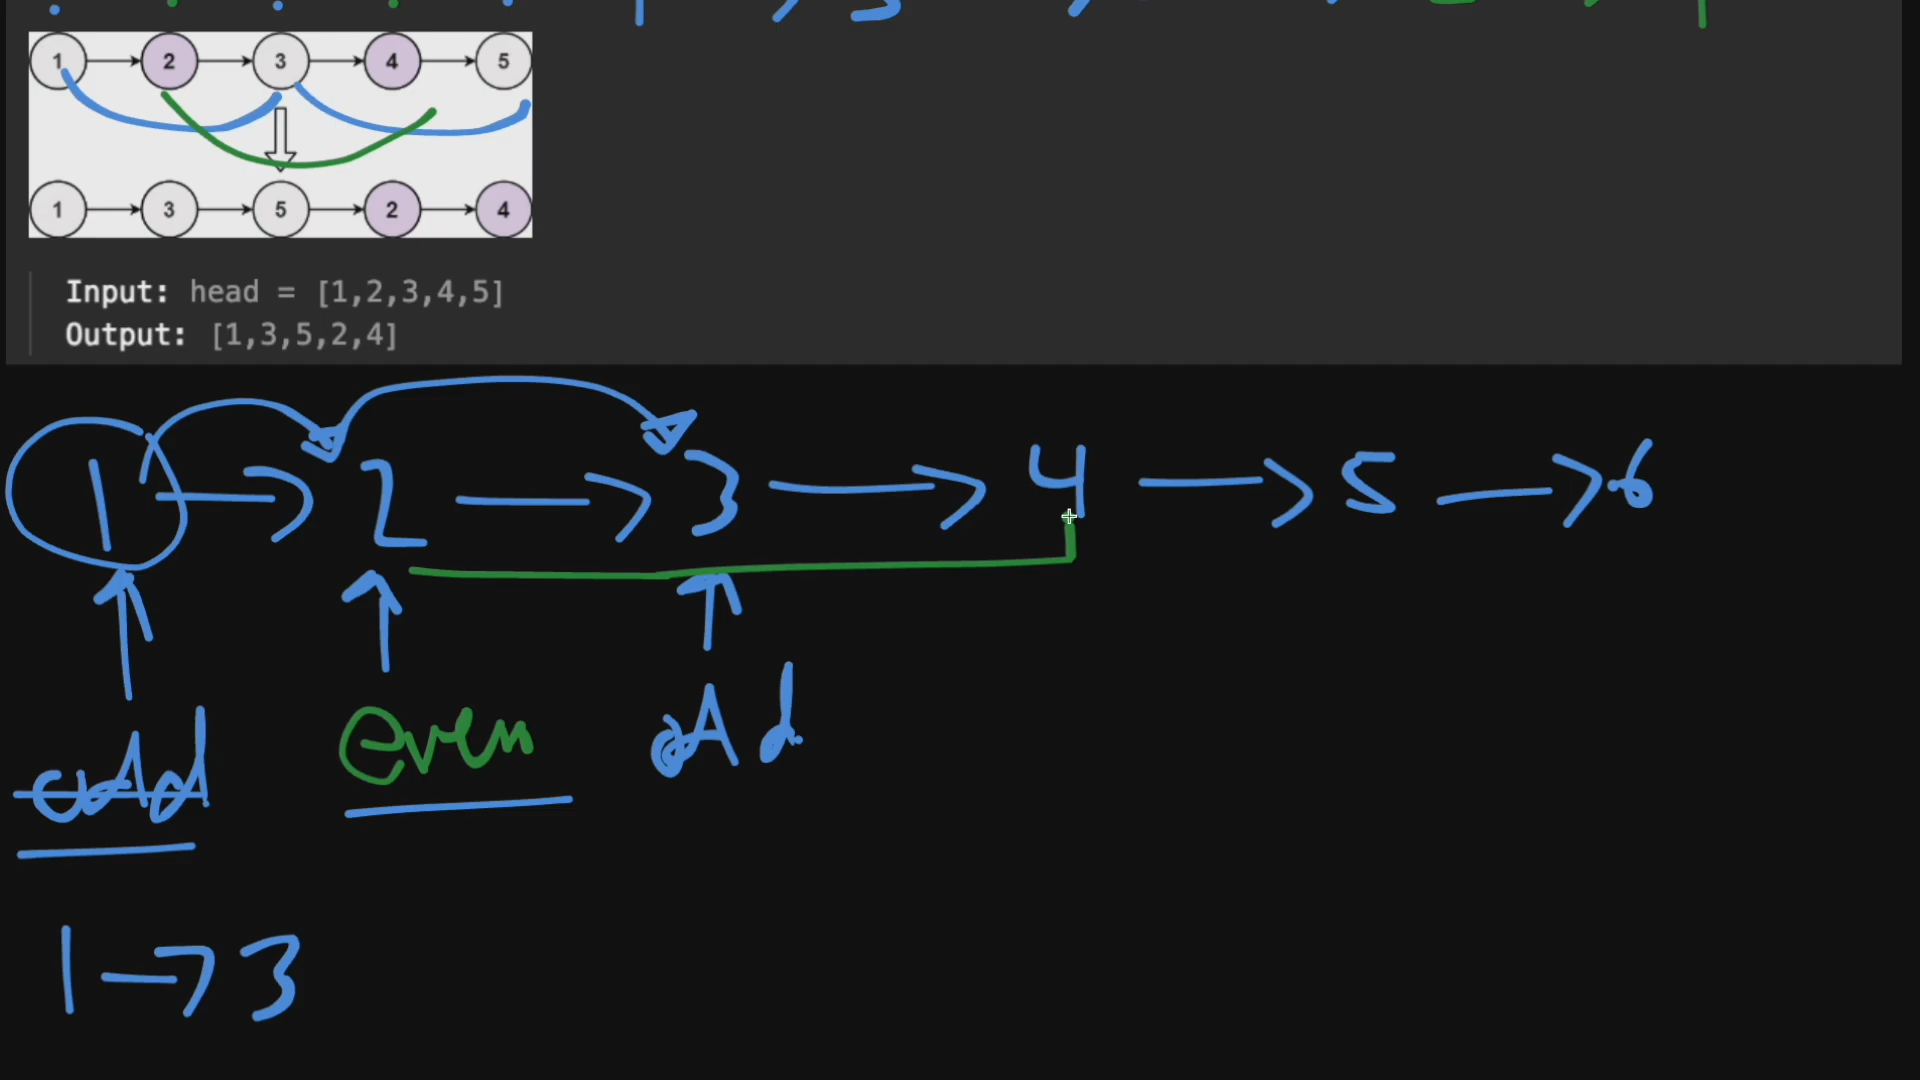 1 2 3 4 5
1 3 5 2 4
Input: head = [1,2,3,4,5]
Output: [1,3,5,2,4]
1 → 2 → 3 → 4 → 5 → 6
odd even odd
1 → 3